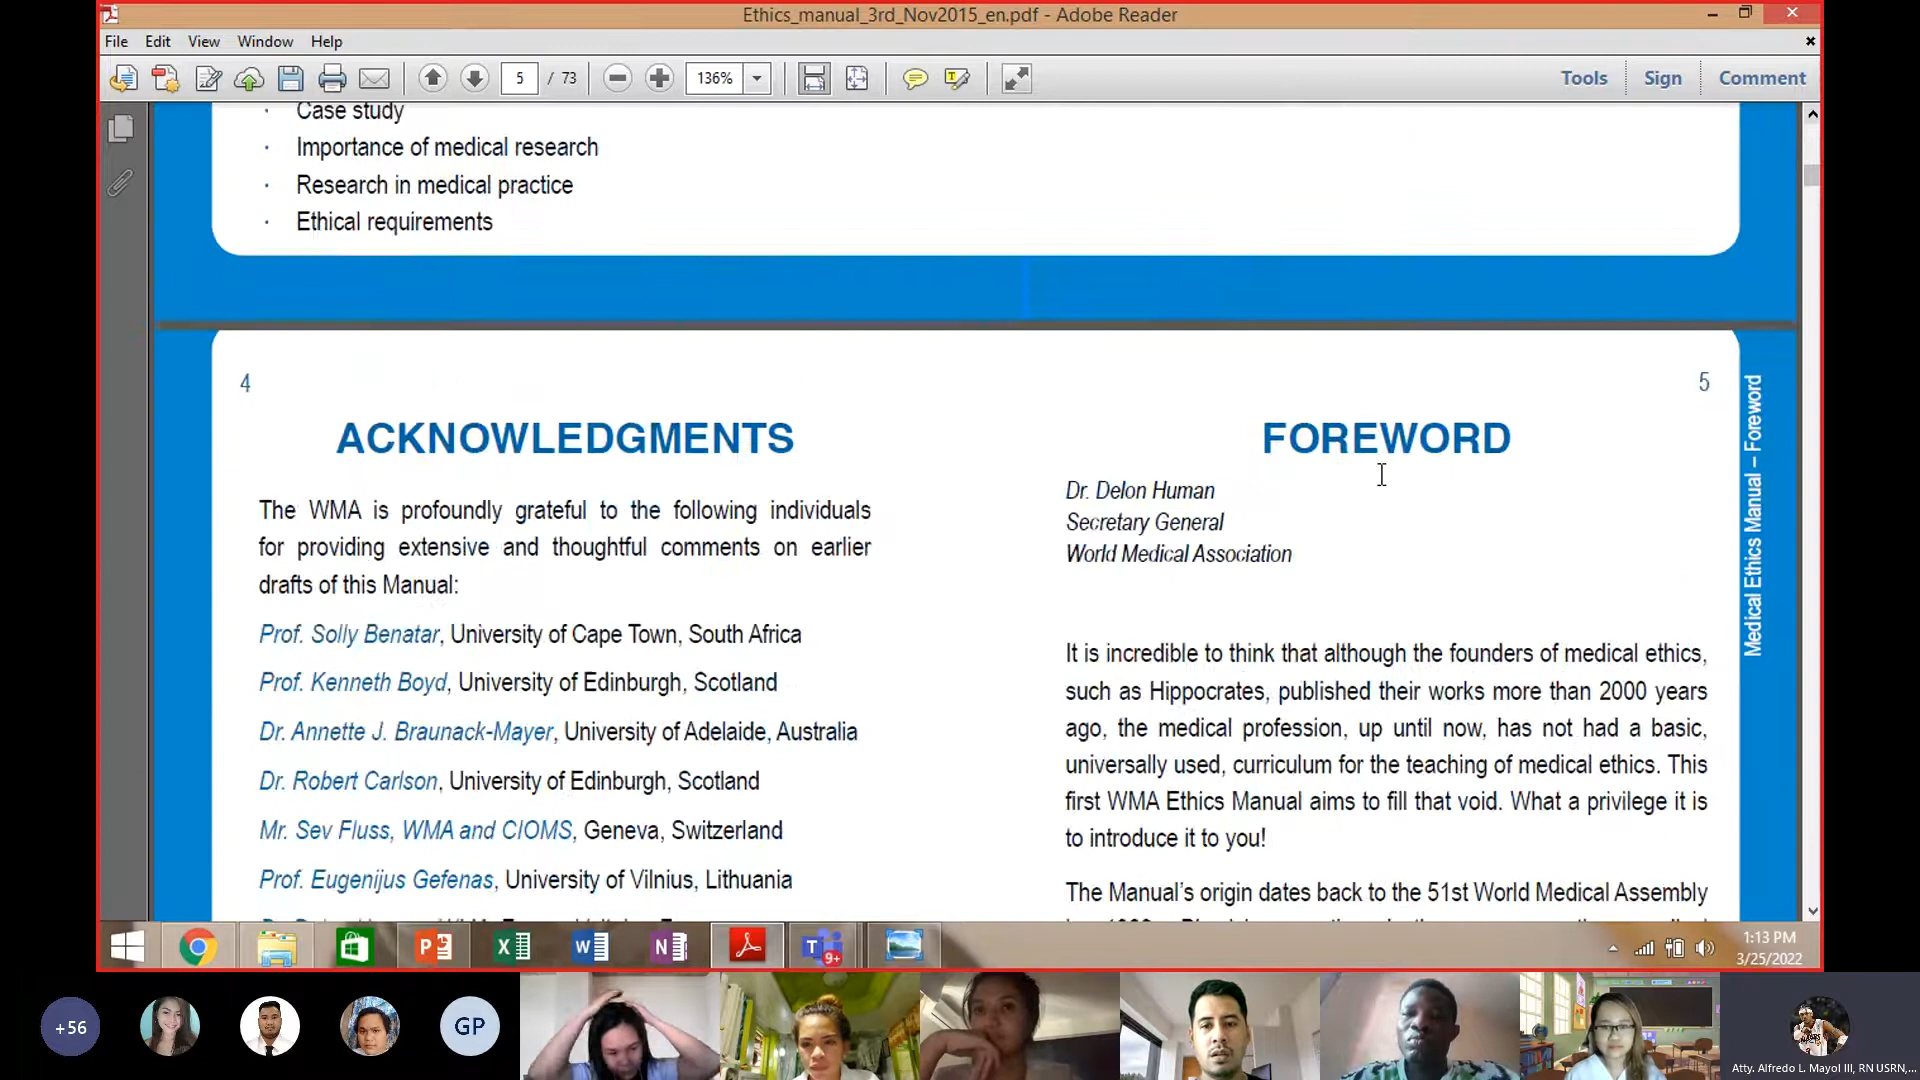 Ethics_manual_3rd_Nov2015_en.pdf - Adobe Reader
File Edit View Window Help
5 / 73 136% Tools Sign Comment
· Case study
· Importance of medical research
· Research in medical practice
· Ethical requirements
4
ACKNOWLEDGMENTS
The WMA is profoundly grateful to the following individuals
for providing extensive and thoughtful comments on earlier
drafts of this Manual:
Prof. Solly Benatar, University of Cape Town, South Africa
Prof. Kenneth Boyd, University of Edinburgh, Scotland
Dr. Annette J. Braunack-Mayer, University of Adelaide, Australia
Dr. Robert Carlson, University of Edinburgh, Scotland
Mr. Sev Fluss, WMA and CIOMS, Geneva, Switzerland
Prof. Eugenijus Gefenas, University of Vilnius, Lithuania
5
FOREWORD
Dr. Delon Human
Secretary General
World Medical Association
It is incredible to think that although the founders of medical ethics,
such as Hippocrates, published their works more than 2000 years
ago, the medical profession, up until now, has not had a basic,
universally used, curriculum for the teaching of medical ethics. This
first WMA Ethics Manual aims to fill that void. What a privilege it is
to introduce it to you!
The Manual's origin dates back to the 51st World Medical Assembly
Medical Ethics Manual – Foreword
9+
1:13 PM
3/25/2022
+56
GP
Atty. Alfredo L. Mayol III, RN USRN,...